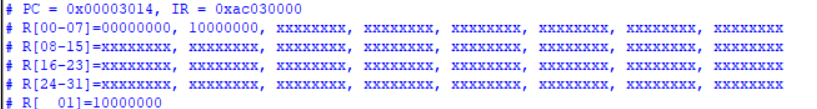 # PC = 0x00003014, IR = 0xac030000
# R[00-07]=00000000, 10000000, xxxxxxxx, xxxxxxxx, xxxxxxxx, xxxxxxxx, xxxxxxxx, xxxxxxxx
# R[08-15]=xxxxxxxx, xxxxxxxx, xxxxxxxx, xxxxxxxx, xxxxxxxx, xxxxxxxx, xxxxxxxx, xxxxxxxx
# R[16-23]=xxxxxxxx, xxxxxxxx, xxxxxxxx, xxxxxxxx, xxxxxxxx, xxxxxxxx, xxxxxxxx, xxxxxxxx
# R[24-31]=xxxxxxxx, xxxxxxxx, xxxxxxxx, xxxxxxxx, xxxxxxxx, xxxxxxxx, xxxxxxxx, xxxxxxxx
# R[  01]=10000000